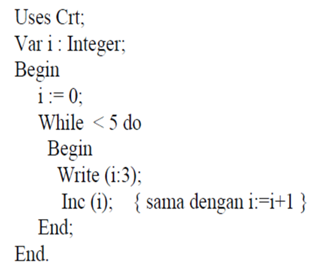 Uses Crt;
Var i : Integer;
Begin
i := 0;
While < 5 do
Begin
Write (i:3);
Inc (i); { sama dengan i:=i+1 }
End;
End.